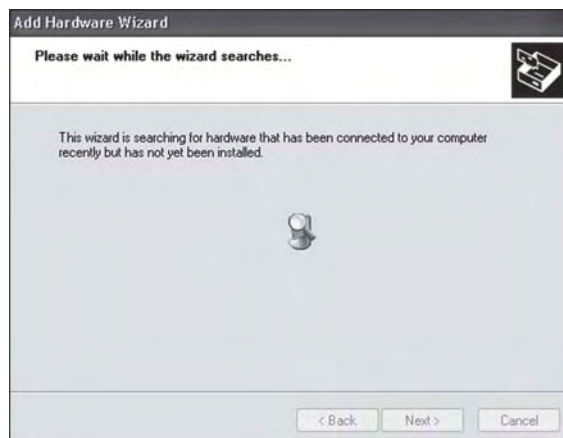 Add Hardware Wizard
Please wait while the wizard searches...
This wizard is searching for hardware that has been connected to your computer
recently but has not yet been installed.
< Back
Next >
Cancel